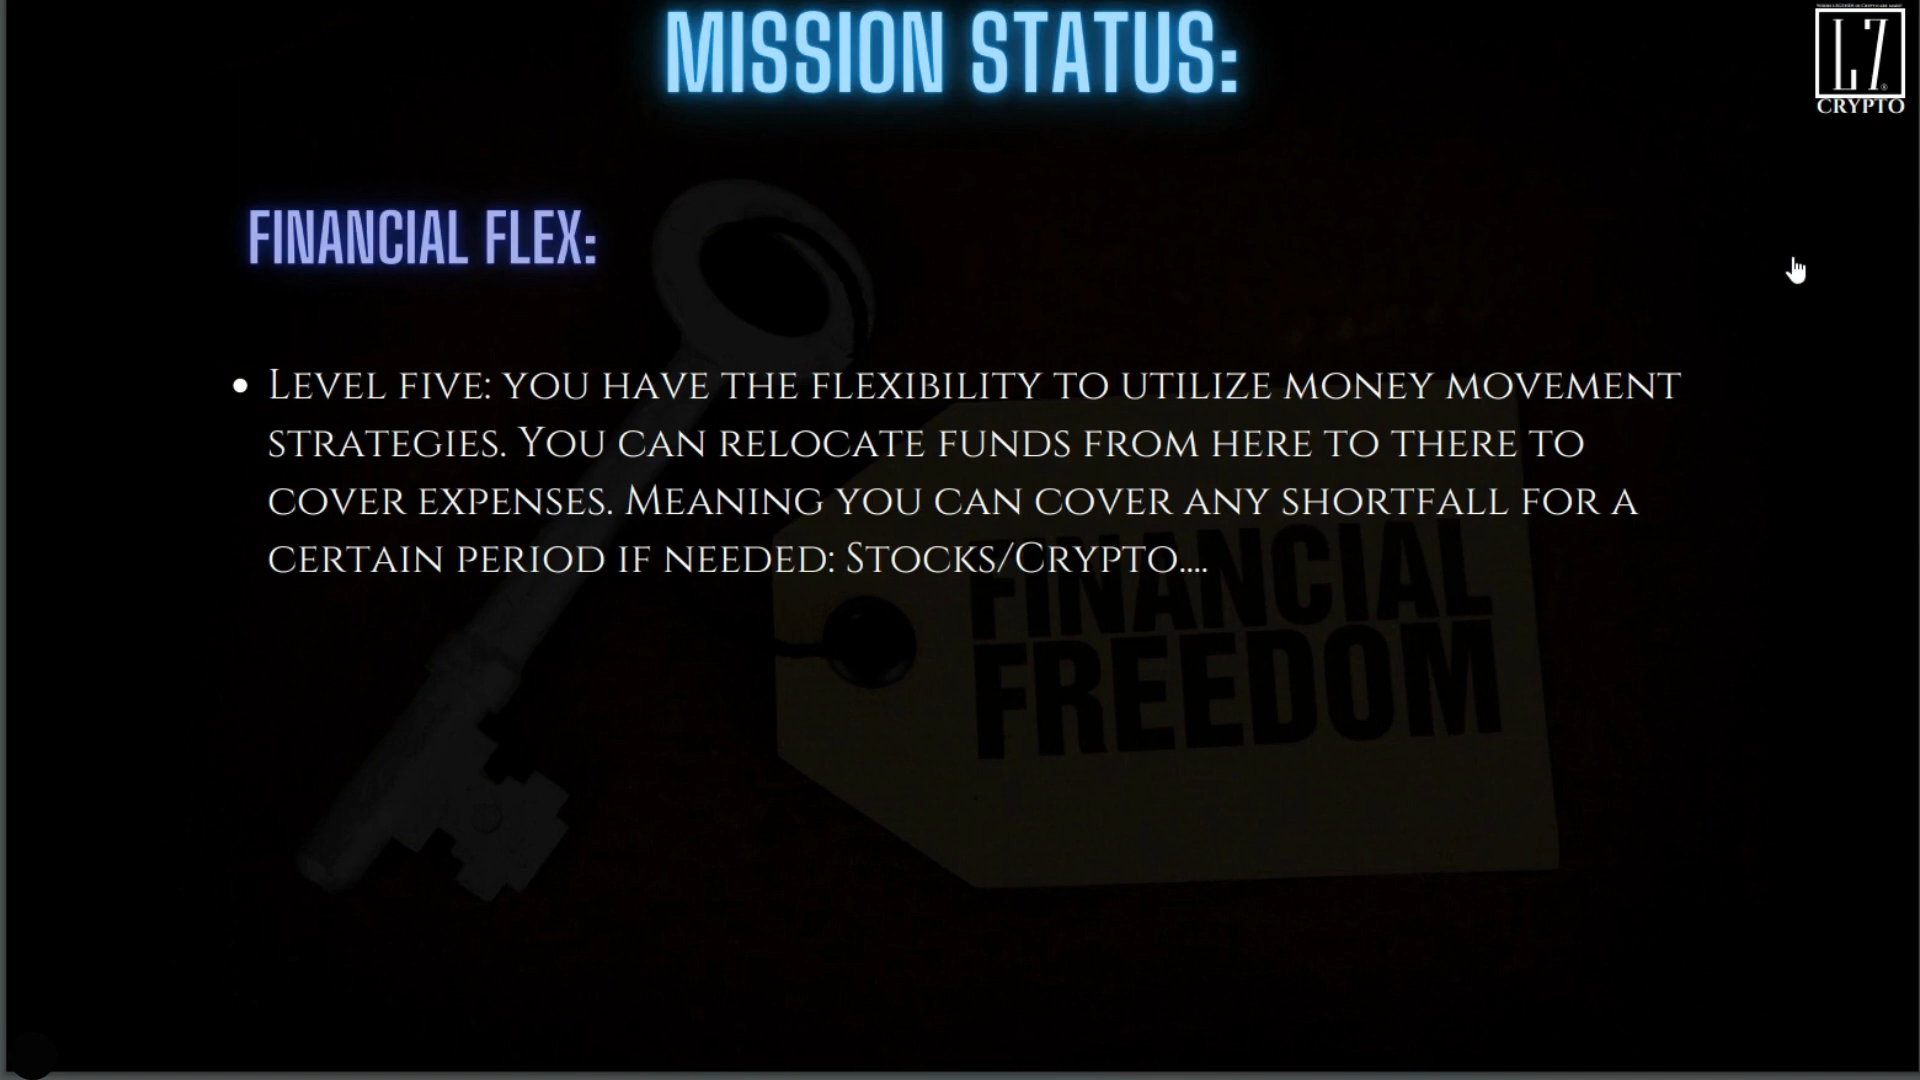 MISSION STATUS:
L7®
CRYPTO
FINANCIAL FLEX:
• Level five: you have the flexibility to utilize money movement
strategies. You can relocate funds from here to there to
cover expenses. Meaning you can cover any shortfall for a
certain period if needed: Stocks/Crypto....
FINANCIAL
FREEDOM